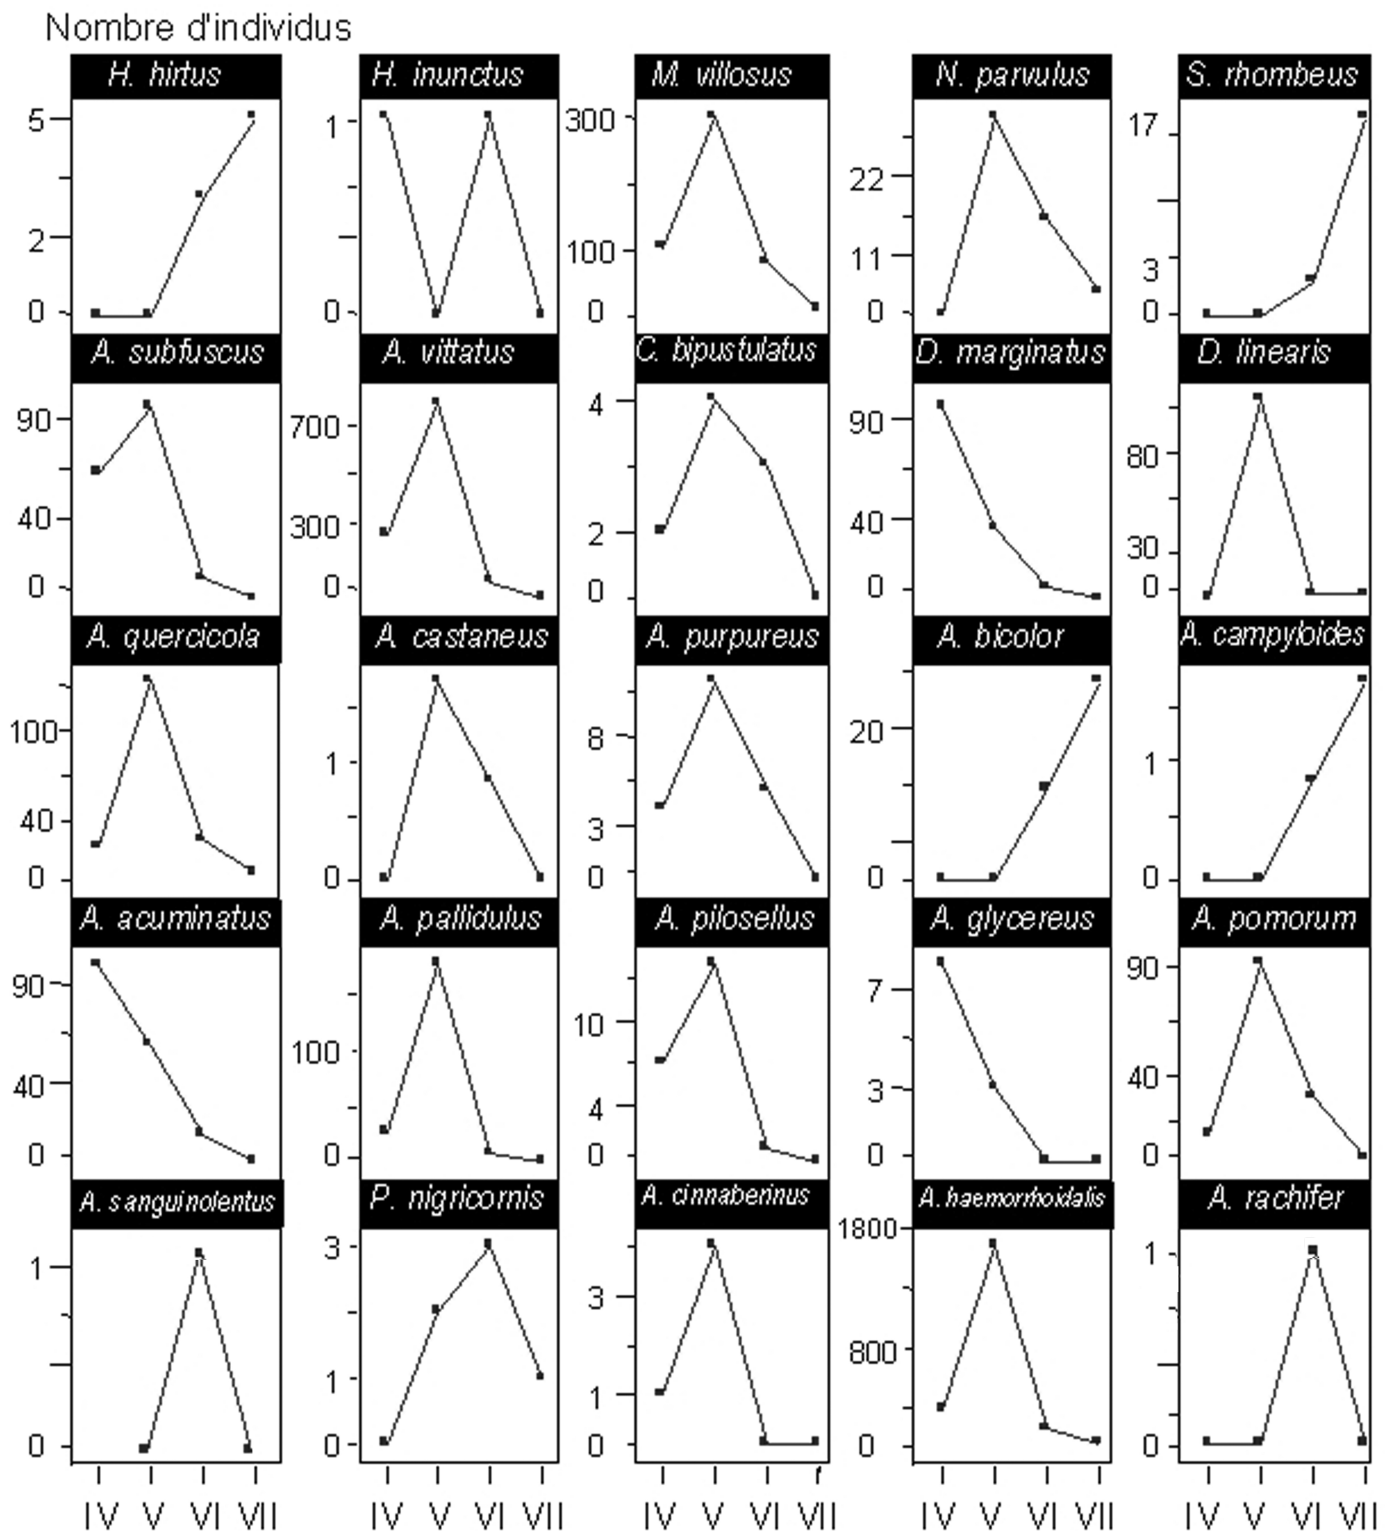 Nombre d'individus
H. hirtus H. inunctus M. villosus N. parvulus S. rhombeus
5 2 0
1 0
300 100 0
22 11 0
17 3 0
A. subfuscus A. vittatus C. bipustulatus D. marginatus D. linearis
90 40 0
700 300 0
4 2 0
90 40 0
80 30 0
A. quercicola A. castaneus A. purpureus A. bicolor A. campyloides
100 40 0
1 0
8 3 0
20 0
1 0
A. acuminatus A. pallidulus A. pilosellus A. glycereus A. pomorum
90 40 0
100 0
10 4 0
7 3 0
90 40 0
A. sanguinolentus P. nigricornis A. cinnaberinus A. haemorrhoidalis A. rachifer
1 0
3 1 0
3 1 0
1800 800 0
1 0
IV V VI VII IV V VI VII IV V VI VII IV V VI VII IV V VI VII